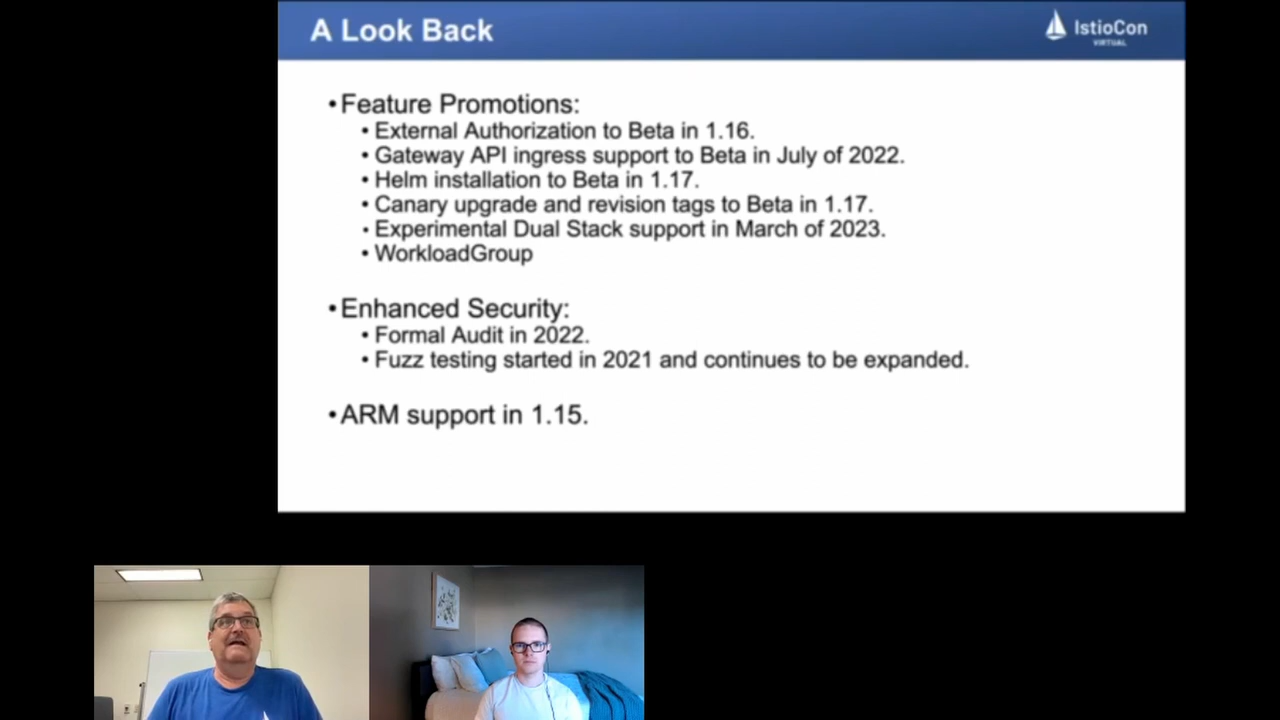 A Look Back
IstioCon
VIRTUAL
• Feature Promotions:
• External Authorization to Beta in 1.16.
• Gateway API ingress support to Beta in July of 2022.
• Helm installation to Beta in 1.17.
• Canary upgrade and revision tags to Beta in 1.17.
• Experimental Dual Stack support in March of 2023.
• WorkloadGroup
• Enhanced Security:
• Formal Audit in 2022.
• Fuzz testing started in 2021 and continues to be expanded.
• ARM support in 1.15.